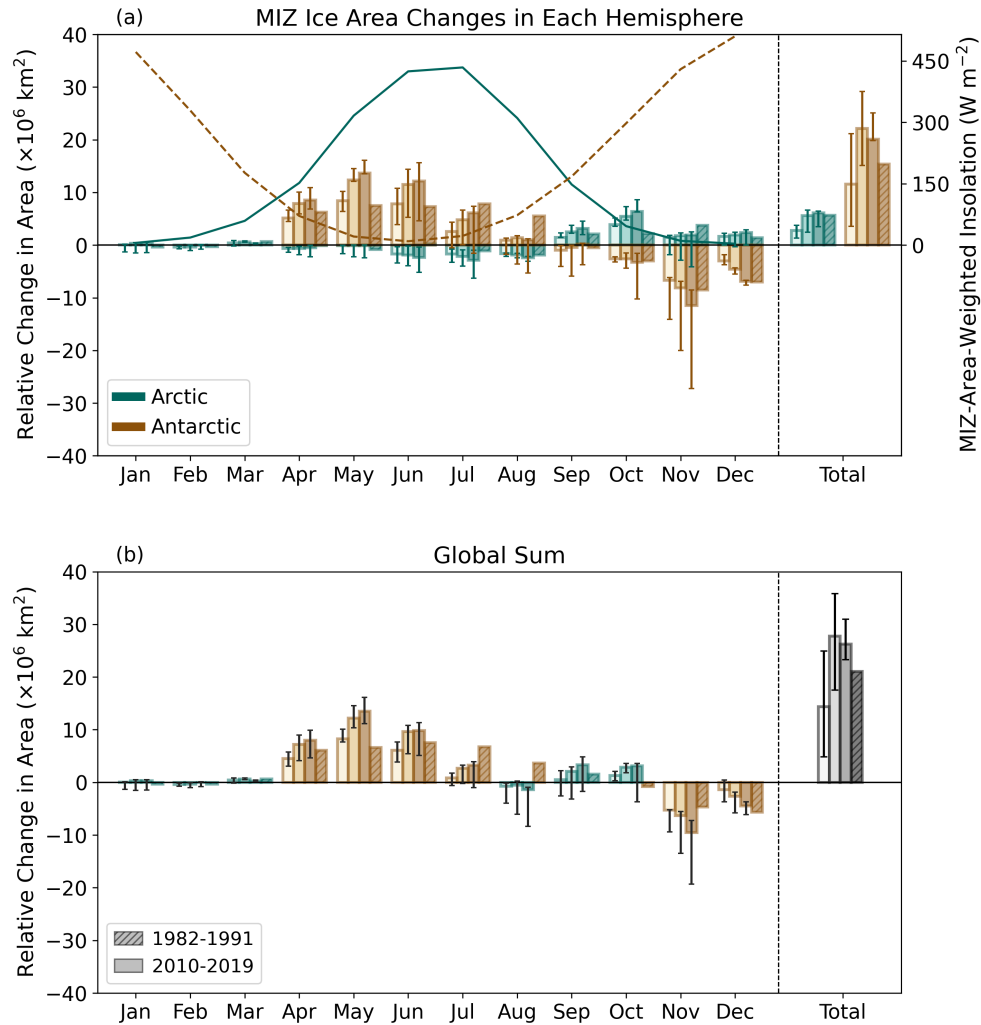 (a)
MIZ Ice Area Changes in Each Hemisphere
40
30
20
10
0
−10
−20
−30
−40
Relative Change in Area (×10⁶ km²)
450
300
150
0
MIZ-Area-Weighted Insolation (W m⁻²)
Arctic
Antarctic
Jan Feb Mar Apr May Jun Jul Aug Sep Oct Nov Dec Total
(b)
Global Sum
40
30
20
10
0
−10
−20
−30
−40
Relative Change in Area (×10⁶ km²)
1982-1991
2010-2019
Jan Feb Mar Apr May Jun Jul Aug Sep Oct Nov Dec Total